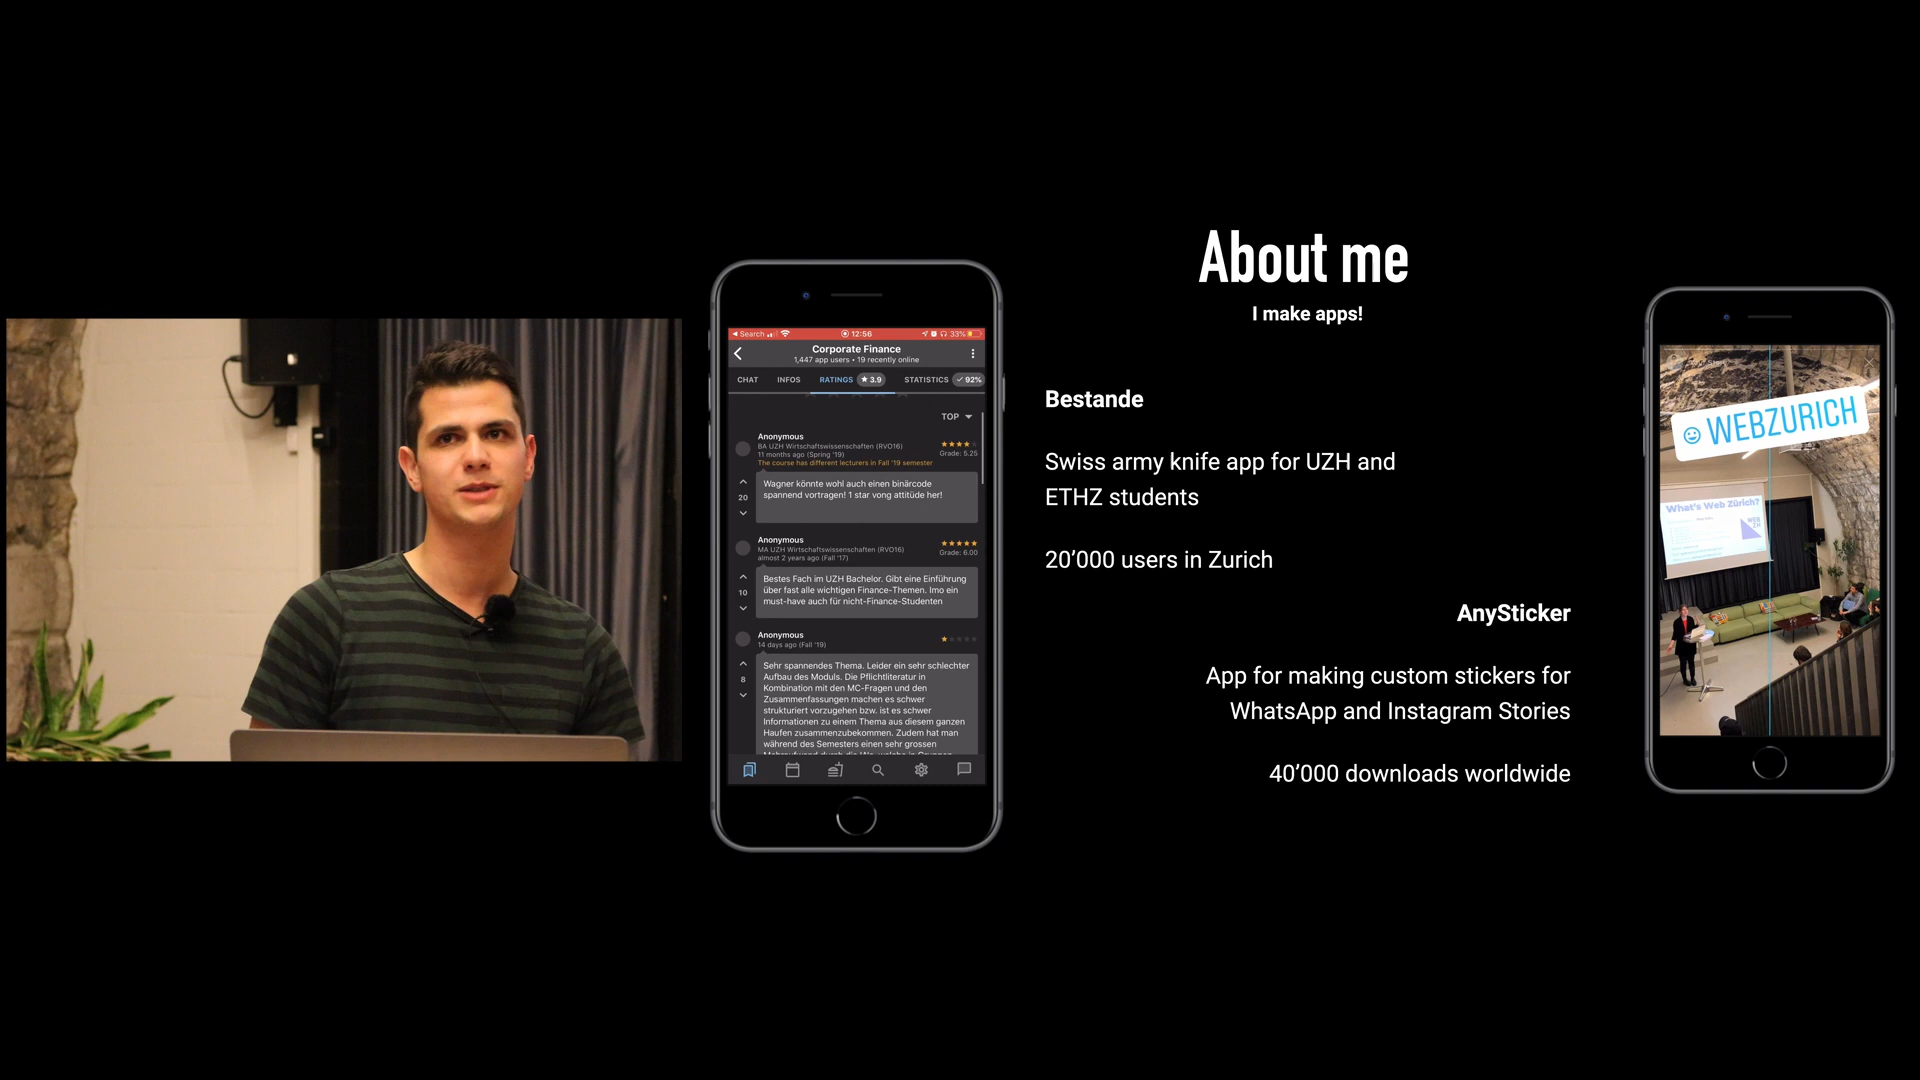 Search
12:56
33%
Corporate Finance
1,447 app users • 19 recently online
CHAT INFOS RATINGS ★ 3.9 STATISTICS ✓ 92%
TOP
Anonymous
BA UZH Wirtschaftswissenschaften (RVO16)
11 months ago (Spring '19)
Grade: 5.25
The course has different lecturers in Fall '19 semester
20
Wagner könnte wohl auch einen binärcode
spannend vortragen! 1 star vong attitüde her!
Anonymous
MA UZH Wirtschaftswissenschaften (RVO16)
almost 2 years ago (Fall '17)
Grade: 6.00
10
Bestes Fach im UZH Bachelor. Gibt eine Einführung
über fast alle wichtigen Finance-Themen. Imo ein
must-have auch für nicht-Finance-Studenten
Anonymous
14 days ago (Fall '19)
8
Sehr spannendes Thema. Leider ein sehr schlechter
Aufbau des Moduls. Die Pflichtliteratur in
Kombination mit den MC-Fragen und den
Zusammenfassungen machen es schwer
strukturiert vorzugehen bzw. ist es schwer
Informationen zu einem Thema aus diesem ganzen
Haufen zusammenzubekommen. Zudem hat man
während des Semesters einen sehr grossen
About me
I make apps!
Bestande
Swiss army knife app for UZH and
ETHZ students
20’000 users in Zurich
AnySticker
App for making custom stickers for
WhatsApp and Instagram Stories
40’000 downloads worldwide
WEBZURICH
What's Web Zürich?
WEB
ZH